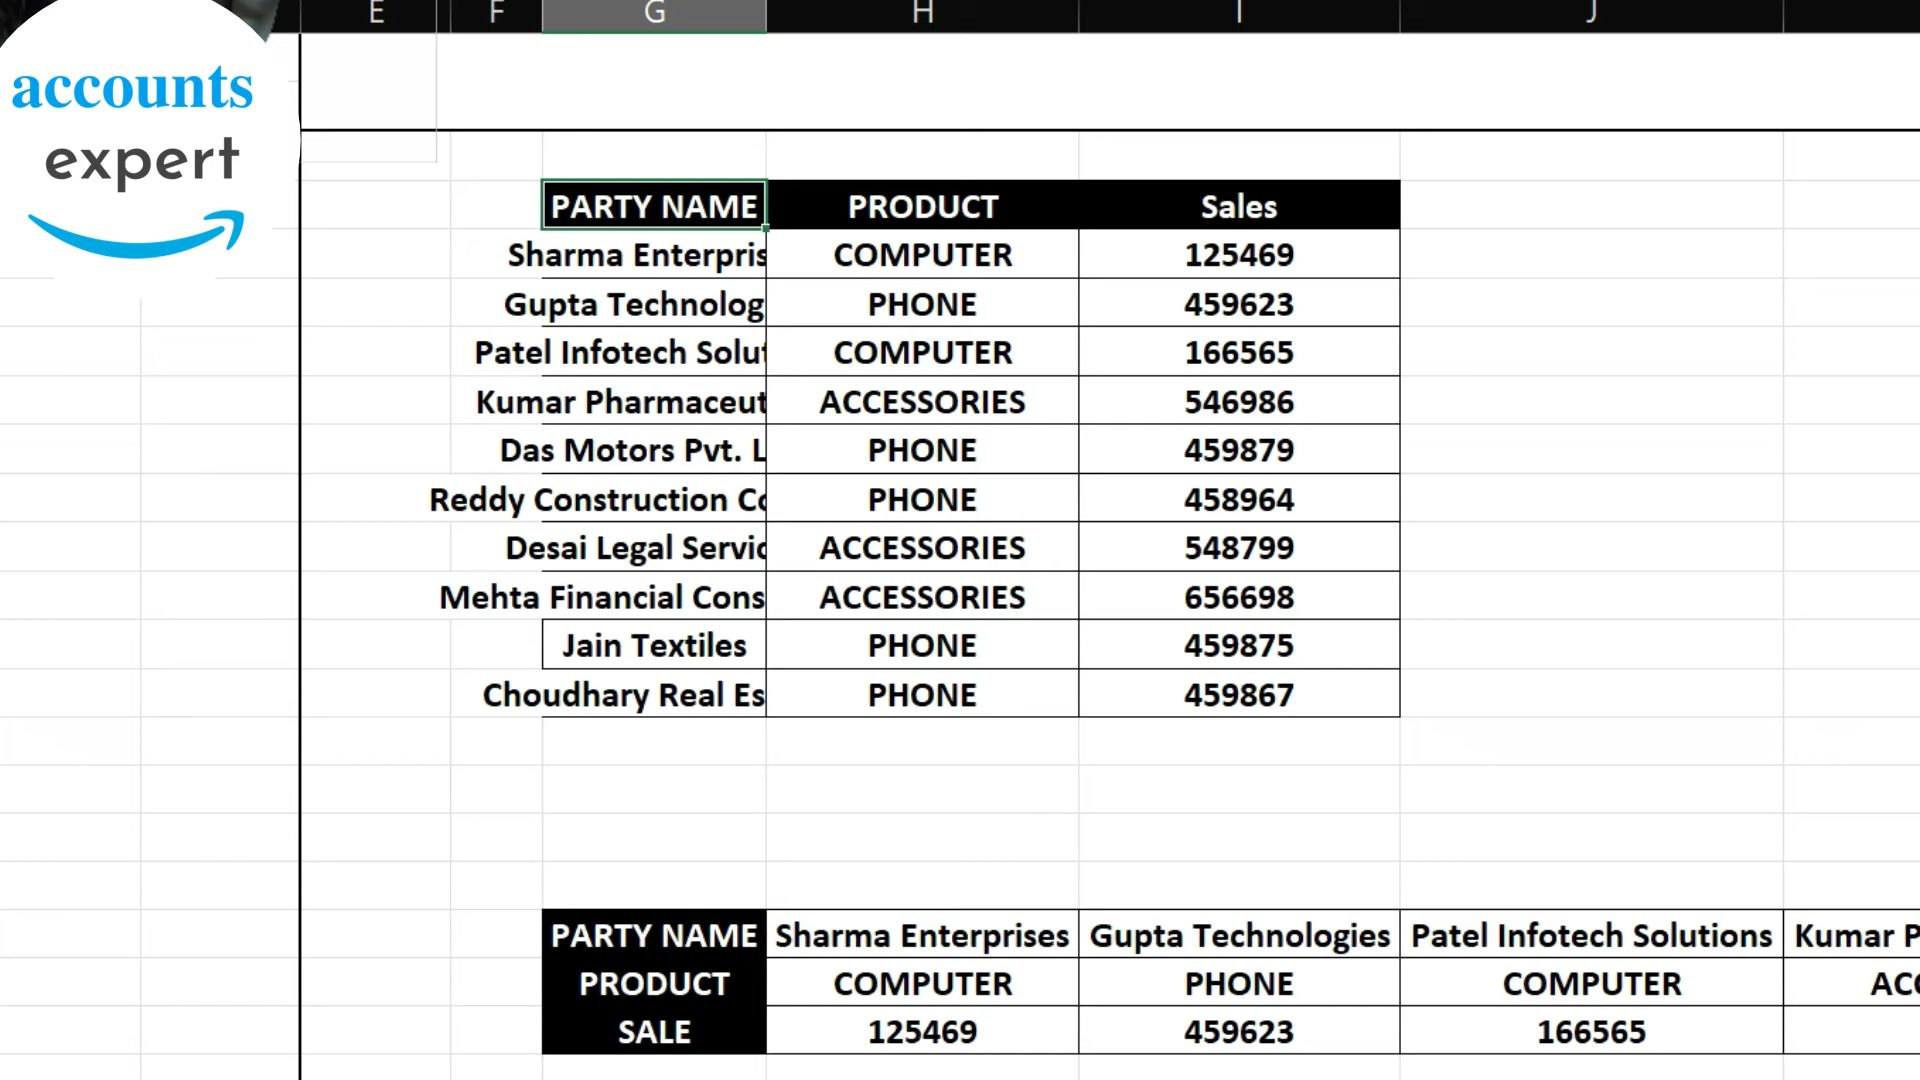 E F G H I J
accounts
expert
PARTY NAME PRODUCT Sales
Sharma Enterpris COMPUTER 125469
Gupta Technolog PHONE 459623
Patel Infotech Solut COMPUTER 166565
Kumar Pharmaceut ACCESSORIES 546986
Das Motors Pvt. L PHONE 459879
Reddy Construction Co PHONE 458964
Desai Legal Servic ACCESSORIES 548799
Mehta Financial Cons ACCESSORIES 656698
Jain Textiles PHONE 459875
Choudhary Real Es PHONE 459867
PARTY NAME Sharma Enterprises Gupta Technologies Patel Infotech Solutions Kumar P
PRODUCT COMPUTER PHONE COMPUTER ACC
SALE 125469 459623 166565